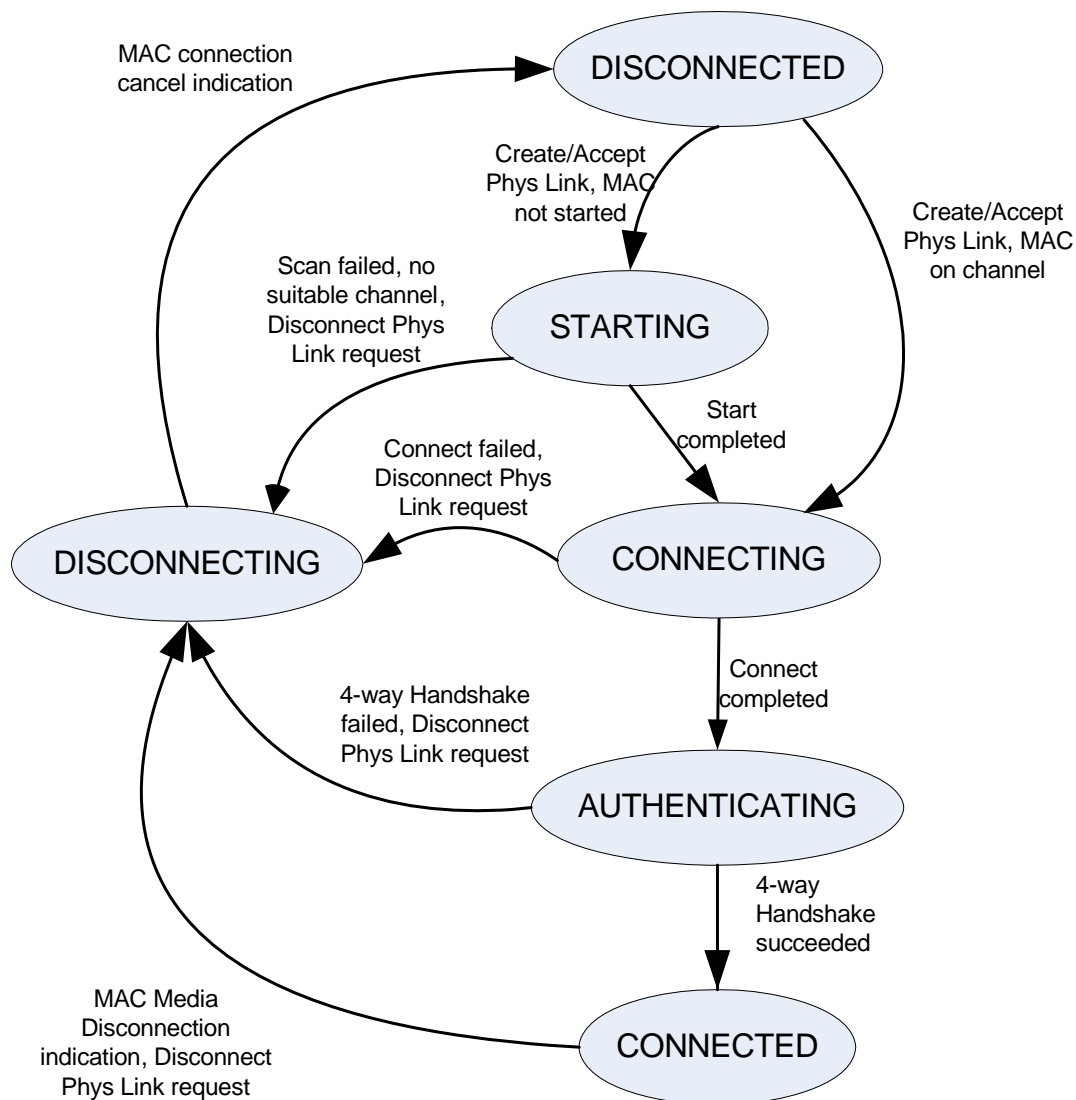 MAC connection
cancel indication
DISCONNECTED
Create/Accept
Phys Link, MAC
not started
Create/Accept
Phys Link, MAC
on channel
Scan failed, no
suitable channel,
Disconnect Phys
Link request
STARTING
Start
completed
Connect failed,
Disconnect Phys
Link request
DISCONNECTING
CONNECTING
Connect
completed
4-way Handshake
failed, Disconnect
Phys Link request
AUTHENTICATING
4-way
Handshake
succeeded
MAC Media
Disconnection
indication, Disconnect
Phys Link request
CONNECTED